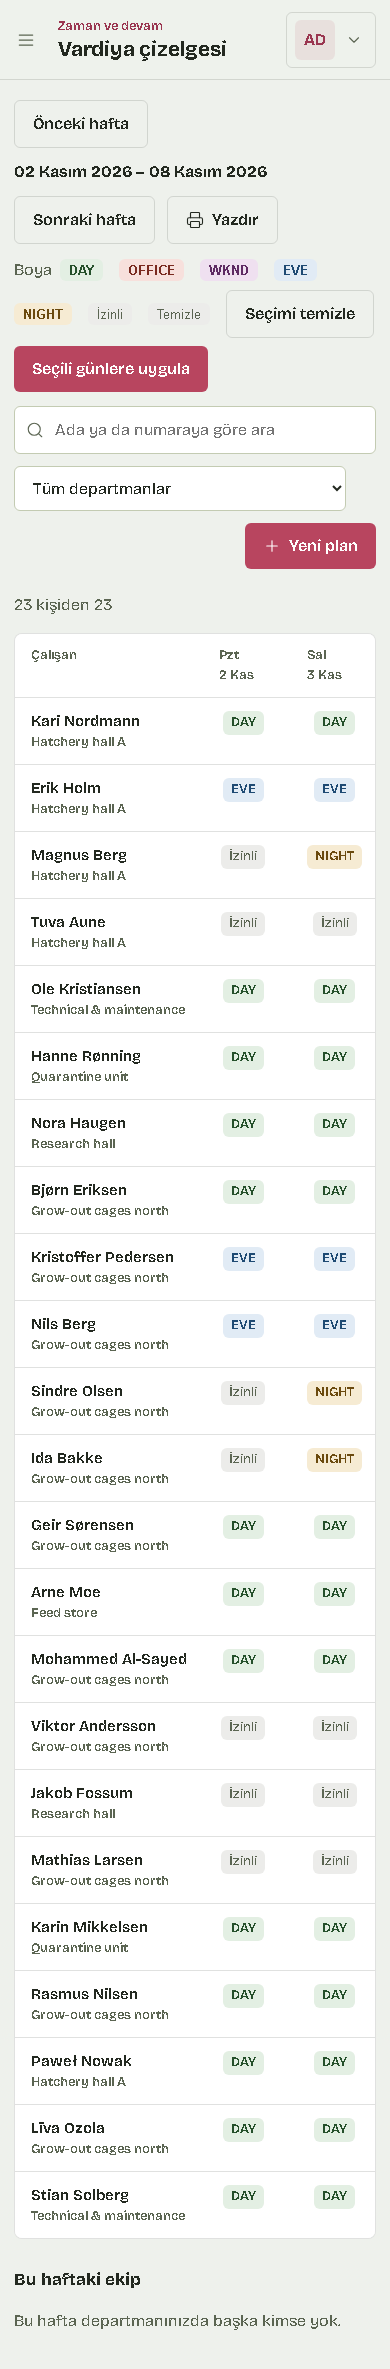 Zaman ve devam
Vardiya çizelgesi
AD
Önceki hafta
02 Kasım 2026 – 08 Kasım 2026
Sonraki hafta
Yazdır
Boya DAY OFFICE WKND EVE
NIGHT İzinli Temizle Seçimi temizle
Seçili günlere uygula
Ada ya da numaraya göre ara
Tüm departmanlar
Yeni plan
23 kişiden 23
Çalışan Pzt Sal
2 Kas 3 Kas
Kari Nordmann DAY DAY
Hatchery hall A
Erik Holm EVE EVE
Hatchery hall A
Magnus Berg İzinli NIGHT
Hatchery hall A
Tuva Aune İzinli İzinli
Hatchery hall A
Ole Kristiansen DAY DAY
Technical & maintenance
Hanne Rønning DAY DAY
Quarantine unit
Nora Haugen DAY DAY
Research hall
Bjørn Eriksen DAY DAY
Grow-out cages north
Kristoffer Pedersen EVE EVE
Grow-out cages north
Nils Berg EVE EVE
Grow-out cages north
Sindre Olsen İzinli NIGHT
Grow-out cages north
Ida Bakke İzinli NIGHT
Grow-out cages north
Geir Sørensen DAY DAY
Grow-out cages north
Arne Moe DAY DAY
Feed store
Mohammed Al-Sayed DAY DAY
Grow-out cages north
Viktor Andersson İzinli İzinli
Grow-out cages north
Jakob Fossum İzinli İzinli
Research hall
Mathias Larsen İzinli İzinli
Grow-out cages north
Karin Mikkelsen DAY DAY
Quarantine unit
Rasmus Nilsen DAY DAY
Grow-out cages north
Paweł Nowak DAY DAY
Hatchery hall A
Līva Ozola DAY DAY
Grow-out cages north
Stian Solberg DAY DAY
Technical & maintenance
Bu haftaki ekip
Bu hafta departmanınızda başka kimse yok.